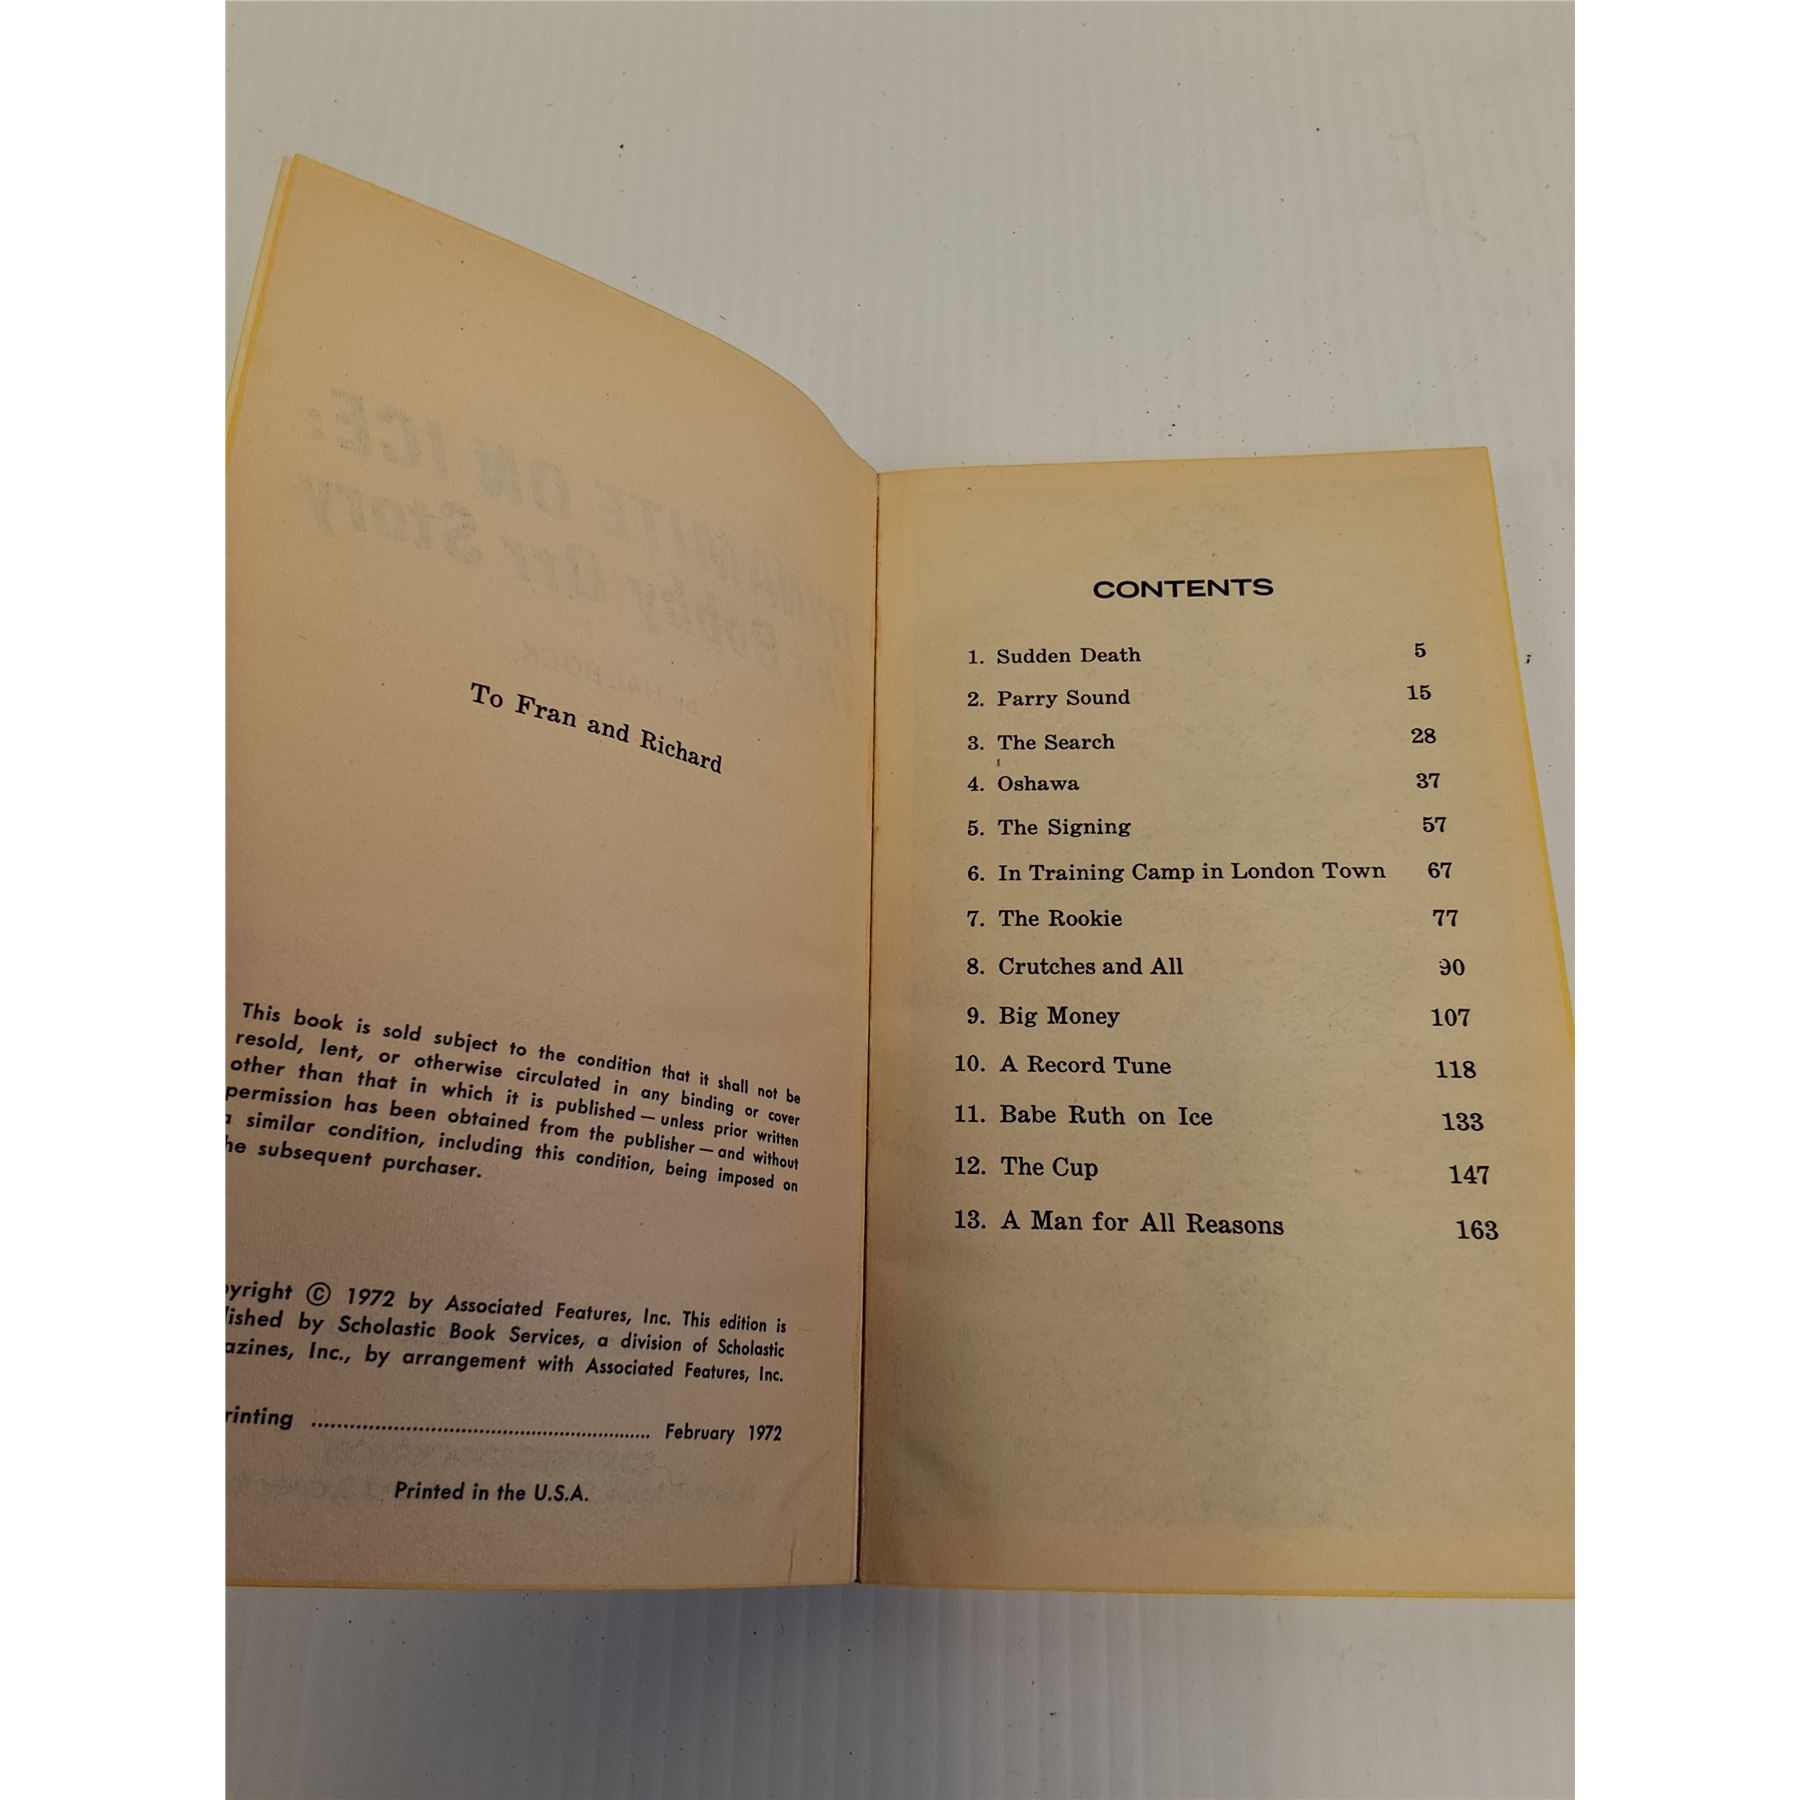 To Fran and Richard
This book is sold subject to the condition that it shall not be
resold, lent, or otherwise circulated in any binding or cover
other than that in which it is published — unless prior written
permission has been obtained from the publisher — and without
a similar condition, including this condition, being imposed on
he subsequent purchaser.
yright © 1972 by Associated Features, Inc. This edition is
lished by Scholastic Book Services, a division of Scholastic
azines, Inc., by arrangement with Associated Features, Inc.
rinting ........................................................ February 1972
Printed in the U.S.A.
CONTENTS
1. Sudden Death 5
2. Parry Sound 15
3. The Search 28
4. Oshawa 37
5. The Signing 57
6. In Training Camp in London Town 67
7. The Rookie 77
8. Crutches and All 90
9. Big Money 107
10. A Record Tune 118
11. Babe Ruth on Ice 133
12. The Cup 147
13. A Man for All Reasons 163